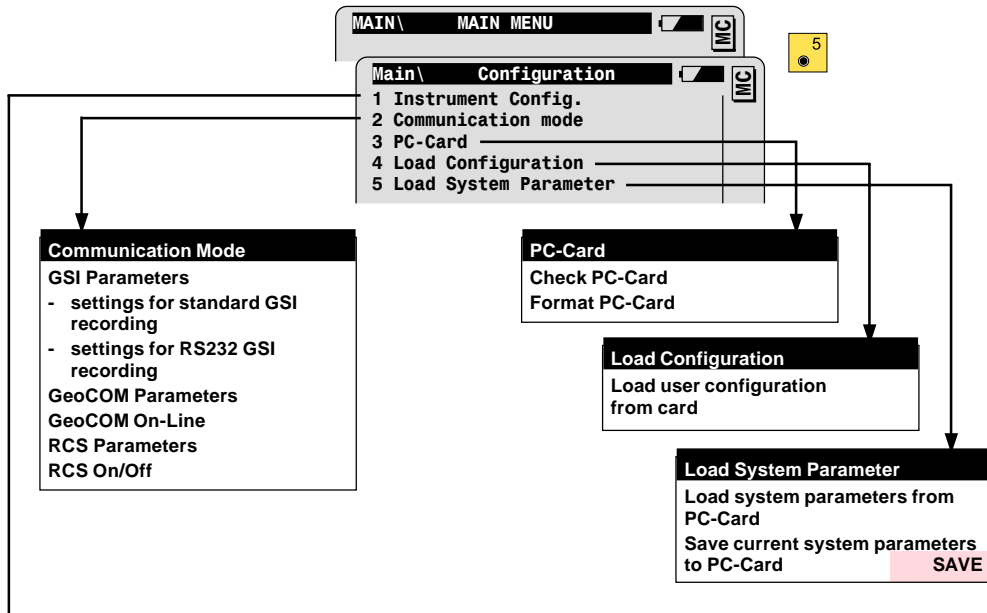 MAIN\ MAIN MENU
MC
5
Main\ Configuration
MC
1 Instrument Config.
2 Communication mode
3 PC-Card
4 Load Configuration
5 Load System Parameter
Communication Mode
GSI Parameters
- settings for standard GSI
recording
- settings for RS232 GSI
recording
GeoCOM Parameters
GeoCOM On-Line
RCS Parameters
RCS On/Off
PC-Card
Check PC-Card
Format PC-Card
Load Configuration
Load user configuration
from card
Load System Parameter
Load system parameters from
PC-Card
Save current system parameters
to PC-Card SAVE